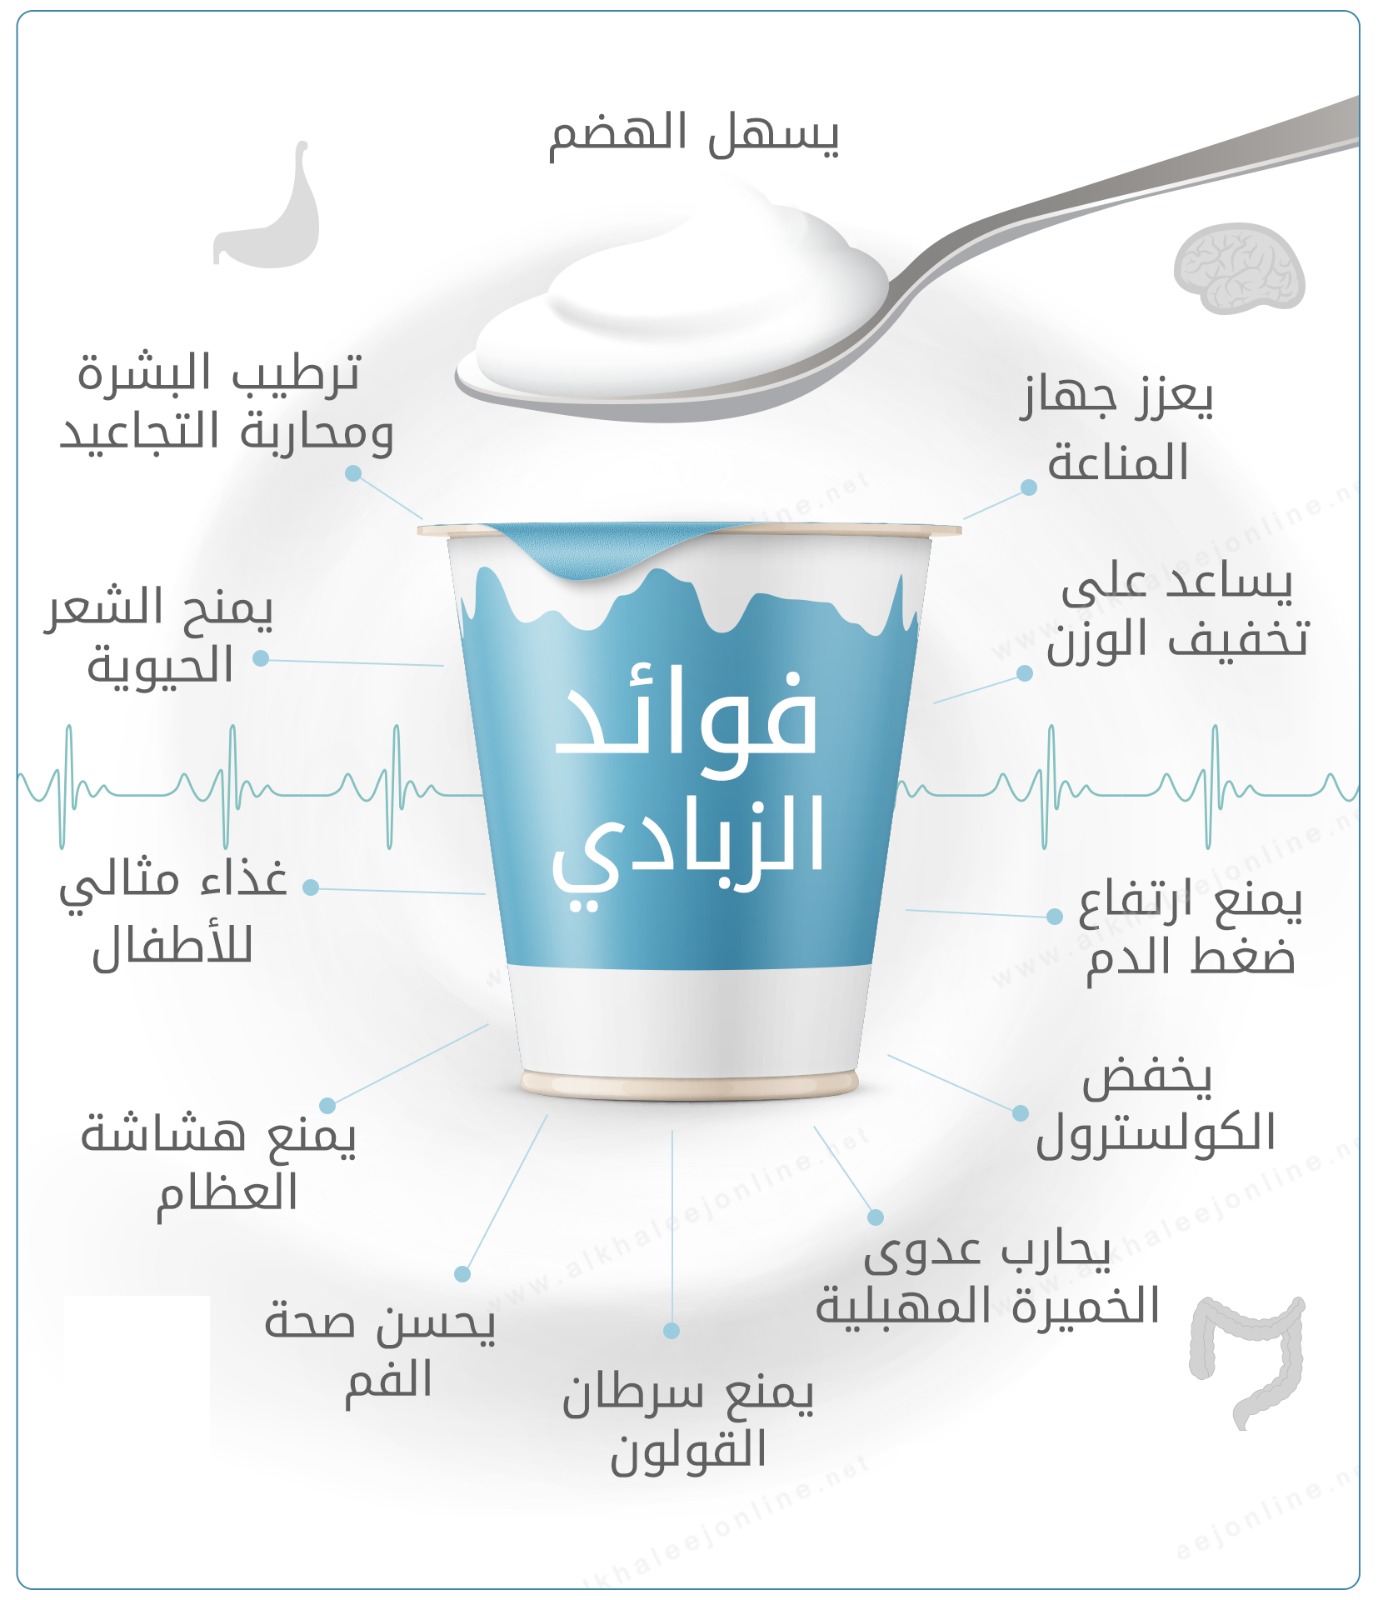 يسهل الهضم
يعزز جهاز
المناعة
ترطيب البشرة
ومحاربة التجاعيد
يساعد على
تخفيف الوزن
يمنح الشعر
الحيوية
فوائد
الزبادي
يمنع ارتفاع
ضغط الدم
غذاء مثالي
للأطفال
يخفض
الكولسترول
يمنع هشاشة
العظام
يحارب عدوى
الخميرة المهبلية
يحسن صحة
الفم
يمنع سرطان
القولون
www.alkhaleejonline.net